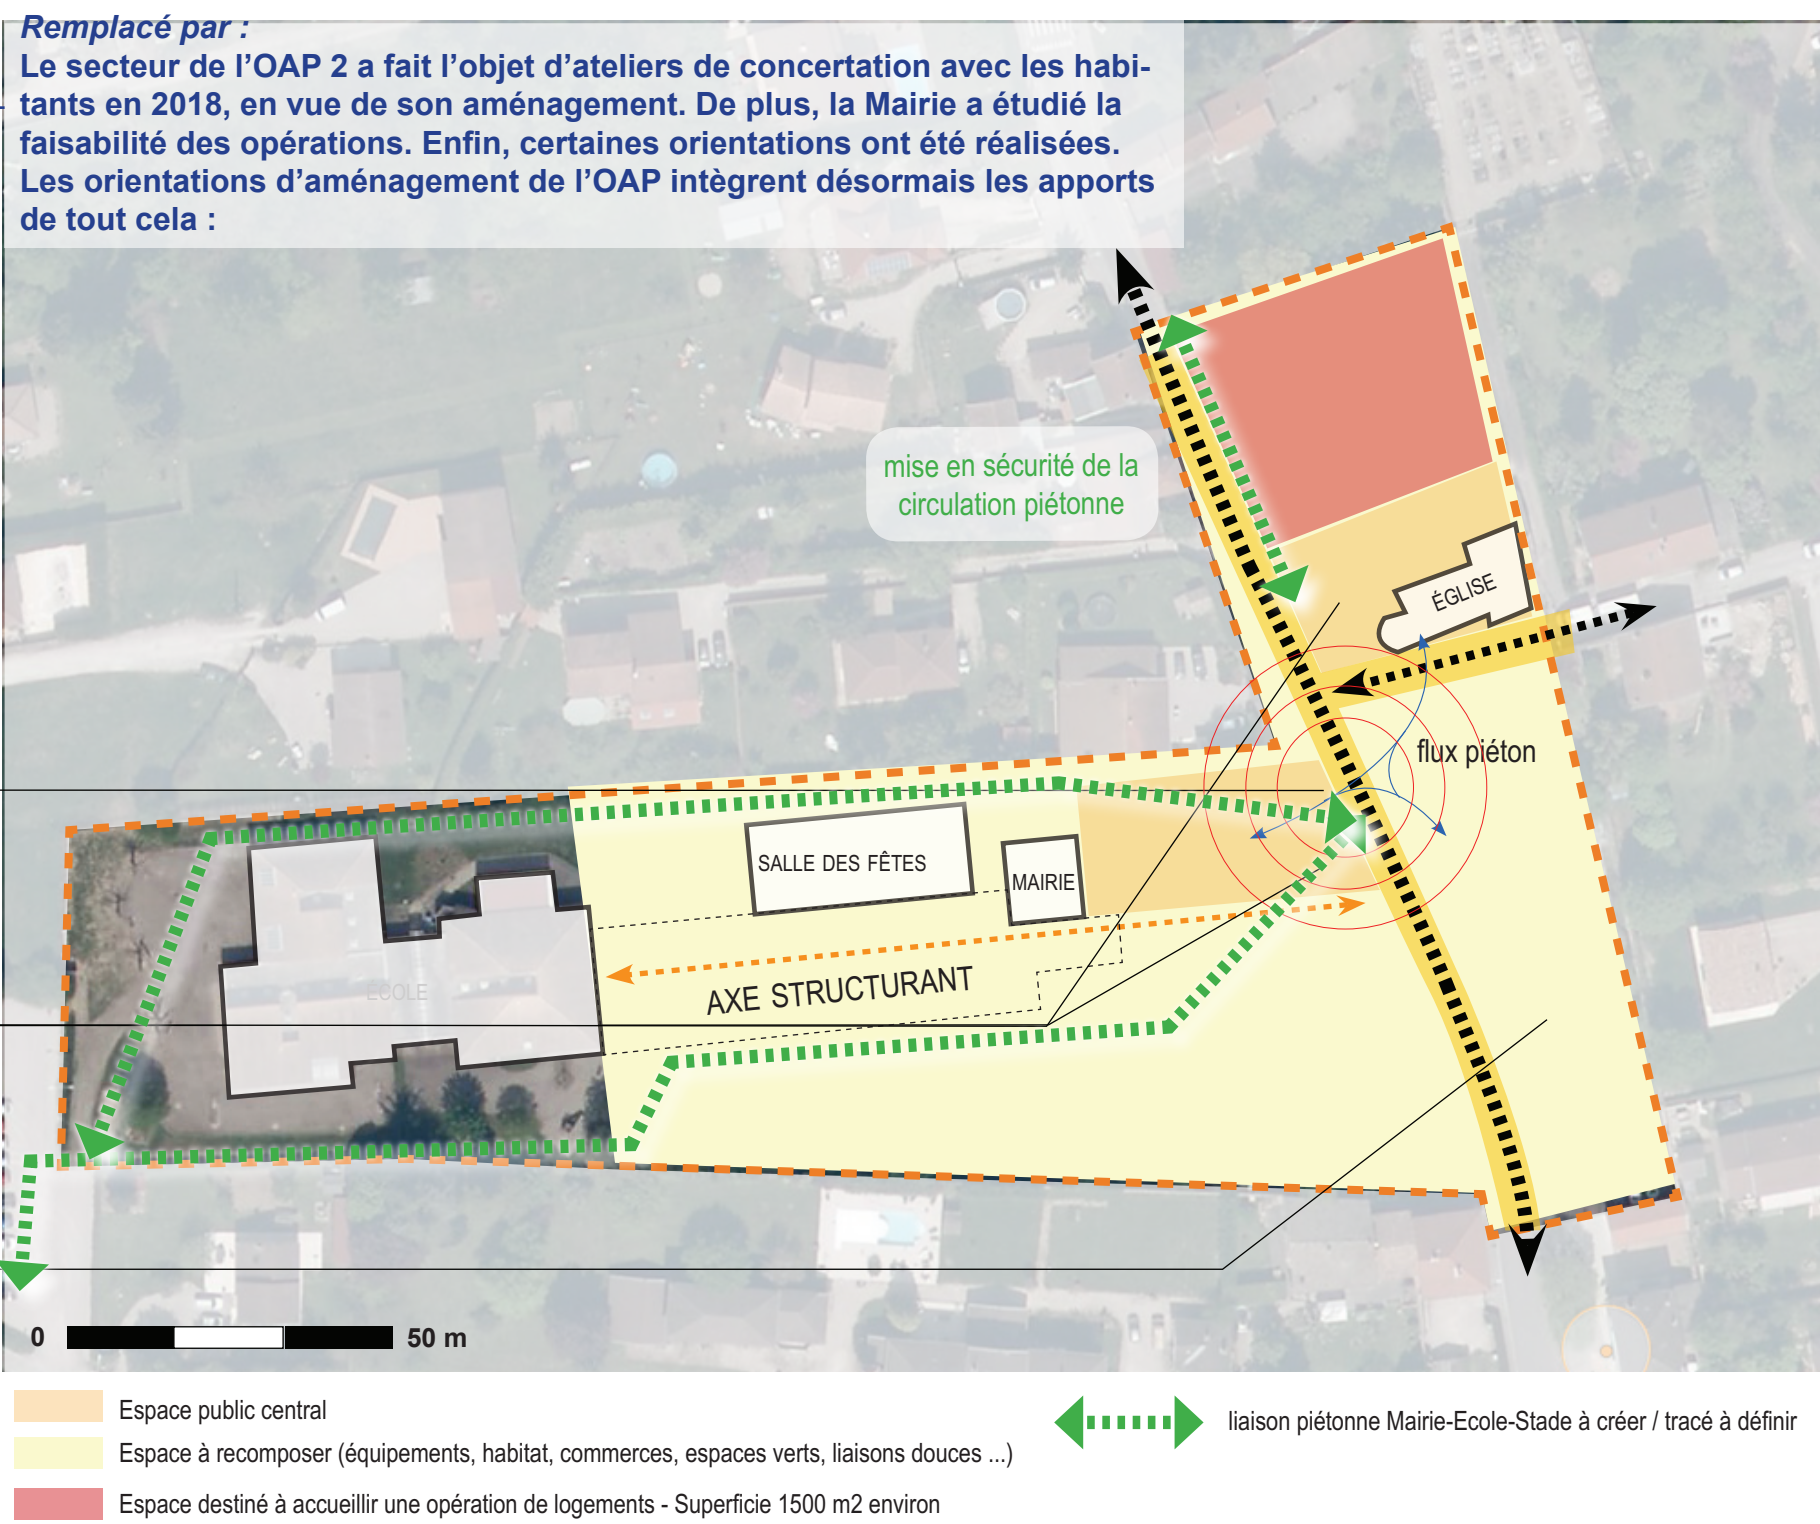 Remplacé par :
Le secteur de l’OAP 2 a fait l’objet d’ateliers de concertation avec les habi-
tants en 2018, en vue de son aménagement. De plus, la Mairie a étudié la
faisabilité des opérations. Enfin, certaines orientations ont été réalisées.
Les orientations d’aménagement de l’OAP intègrent désormais les apports
de tout cela :
mise en sécurité de la
circulation piétonne
ÉGLISE
flux piéton
SALLE DES FÊTES
MAIRIE
ÉCOLE
AXE STRUCTURANT
0 50 m
Espace public central
liaison piétonne Mairie-Ecole-Stade à créer / tracé à définir
Espace à recomposer (équipements, habitat, commerces, espaces verts, liaisons douces ...)
Espace destiné à accueillir une opération de logements - Superficie 1500 m2 environ